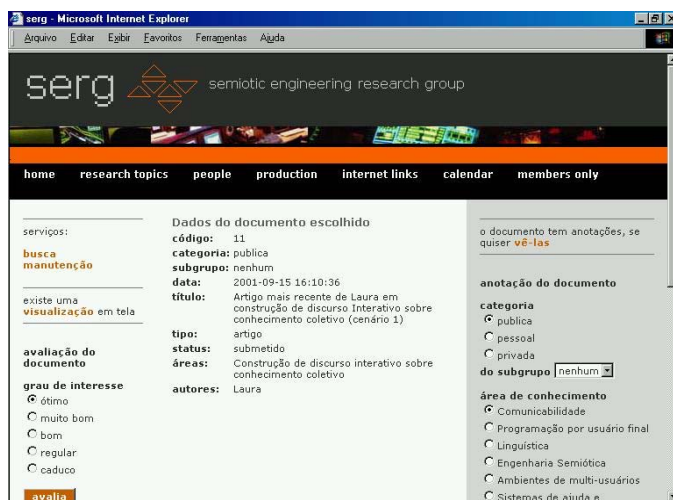 serg - Microsoft Internet Explorer
Arquivo Editar Exibir Favoritos Ferramentas Ajuda
serg semiotic engineering research group
home research topics people production internet links calendar members only
serviços:
busca
manutenção
existe uma
visualização em tela
avaliação do
documento
grau de interesse
ótimo
muito bom
bom
regular
caduco
avalia
Dados do documento escolhido
código: 11
categoria: publica
subgrupo: nenhum
data: 2001-09-15 16:10:36
título: Artigo mais recente de Laura em
construção de discurso Interativo sobre
conhecimento coletivo (cenário 1)
tipo: artigo
status: submetido
áreas: Construção de discurso interativo sobre
conhecimento coletivo
autores: Laura
o documento tem anotações, se
quiser vê-las
anotação do documento
categoria
publica
pessoal
privada
do subgrupo nenhum
área de conhecimento
Comunicabilidade
Programação por usuário final
Linguística
Engenharia Semiótica
Ambientes de multi-usuários
Sistemas de ajuda e